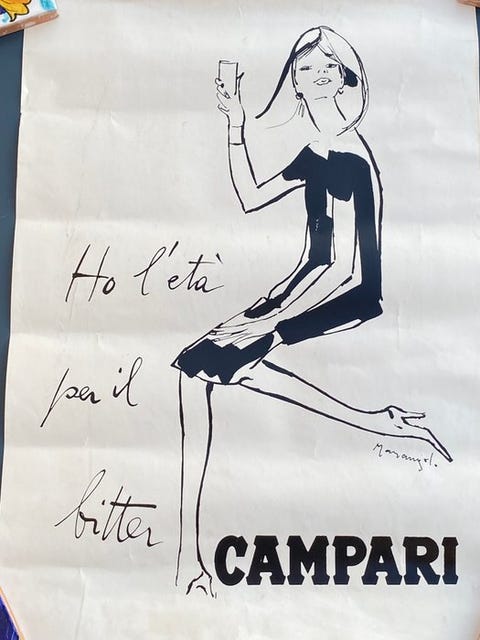 Ho l'età
per il
bitter
CAMPARI